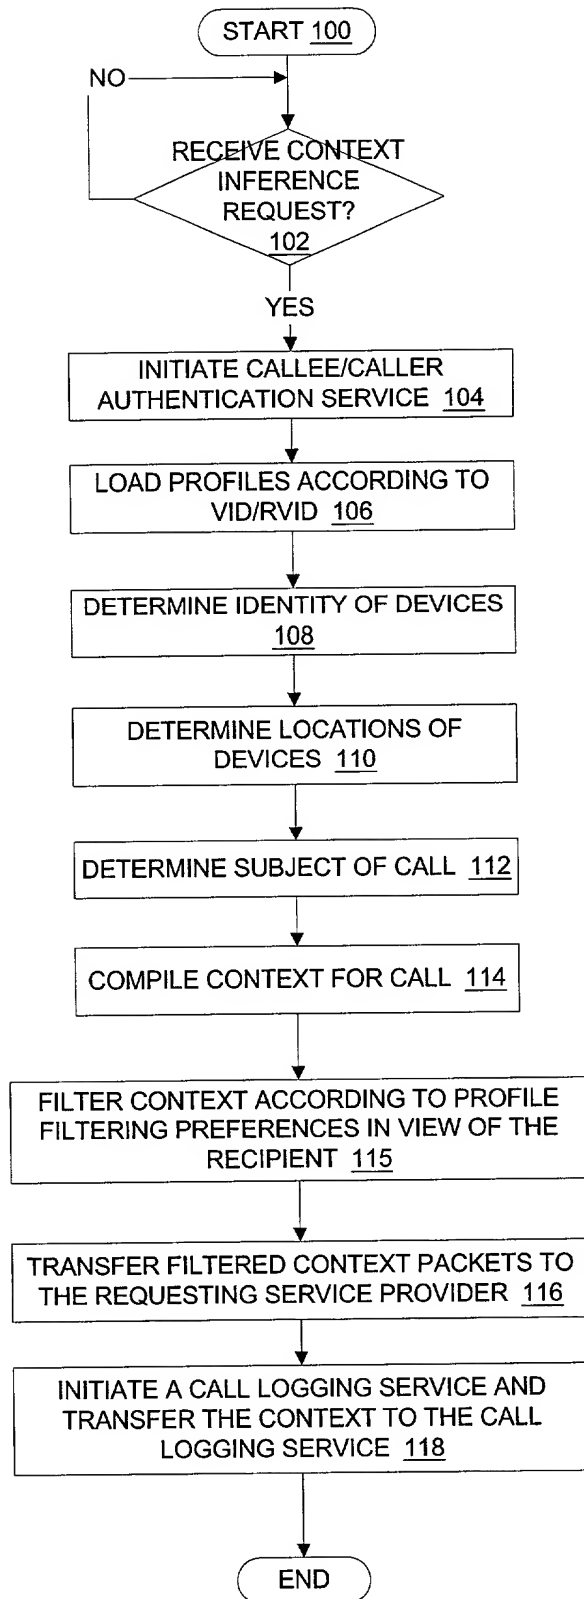 START 100
NO
RECEIVE CONTEXT
INFERENCE
REQUEST?
102
YES
INITIATE CALLEE/CALLER
AUTHENTICATION SERVICE 104
LOAD PROFILES ACCORDING TO
VID/RVID 106
DETERMINE IDENTITY OF DEVICES
108
DETERMINE LOCATIONS OF
DEVICES 110
DETERMINE SUBJECT OF CALL 112
COMPILE CONTEXT FOR CALL 114
FILTER CONTEXT ACCORDING TO PROFILE
FILTERING PREFERENCES IN VIEW OF THE
RECIPIENT 115
TRANSFER FILTERED CONTEXT PACKETS TO
THE REQUESTING SERVICE PROVIDER 116
INITIATE A CALL LOGGING SERVICE AND
TRANSFER THE CONTEXT TO THE CALL
LOGGING SERVICE 118
END